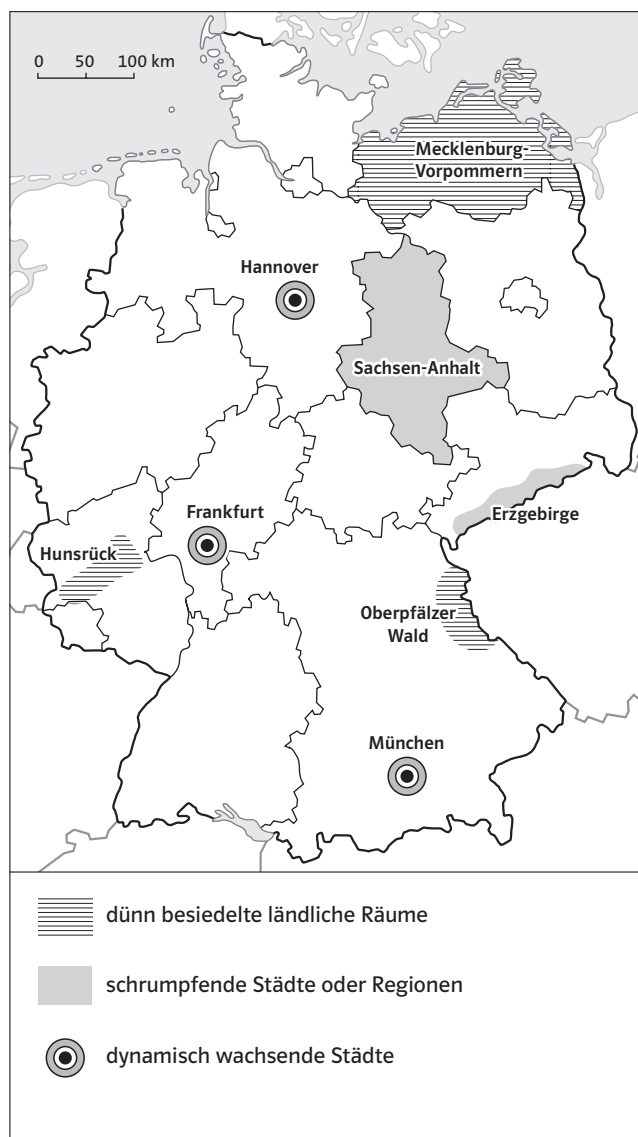 0 50 100 km
Mecklenburg-
Vorpommern
Hannover
Sachsen-Anhalt
Frankfurt
Erzgebirge
Hunsrück
Oberpfälzer
Wald
München
dünn besiedelte ländliche Räume
schrumpfende Städte oder Regionen
dynamisch wachsende Städte